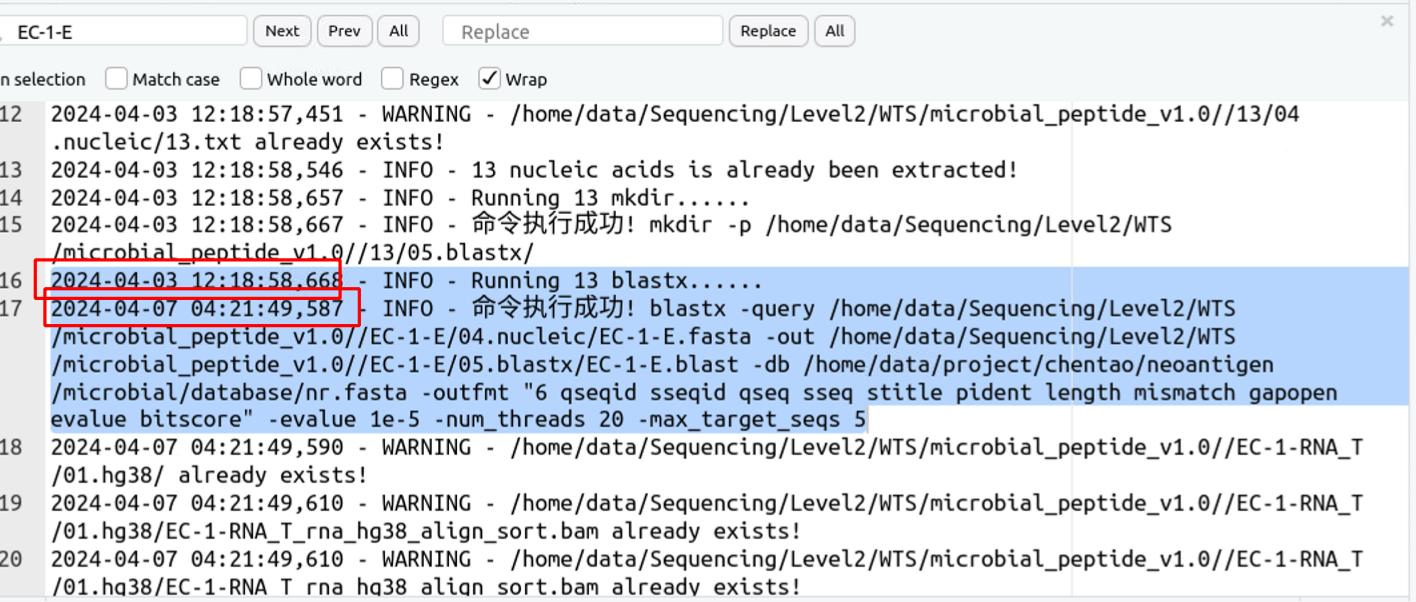 EC-1-E Next Prev All Replace Replace All ×
n selection Match case Whole word Regex Wrap
12 2024-04-03 12:18:57,451 - WARNING - /home/data/Sequencing/Level2/WTS/microbial_peptide_v1.0//13/04
.nucleic/13.txt already exists!
13 2024-04-03 12:18:58,546 - INFO - 13 nucleic acids is already been extracted!
14 2024-04-03 12:18:58,657 - INFO - Running 13 mkdir......
15 2024-04-03 12:18:58,667 - INFO - 命令执行成功! mkdir -p /home/data/Sequencing/Level2/WTS
/microbial_peptide_v1.0//13/05.blastx/
16 2024-04-03 12:18:58,668 - INFO - Running 13 blastx......
17 2024-04-07 04:21:49,587 - INFO - 命令执行成功! blastx -query /home/data/Sequencing/Level2/WTS
/microbial_peptide_v1.0//EC-1-E/04.nucleic/EC-1-E.fasta -out /home/data/Sequencing/Level2/WTS
/microbial_peptide_v1.0//EC-1-E/05.blastx/EC-1-E.blast -db /home/data/project/chentao/neoantigen
/microbial/database/nr.fasta -outfmt "6 qseqid sseqid qseq sseq stitle pident length mismatch gapopen
evalue bitscore" -evalue 1e-5 -num_threads 20 -max_target_seqs 5
18 2024-04-07 04:21:49,590 - WARNING - /home/data/Sequencing/Level2/WTS/microbial_peptide_v1.0//EC-1-RNA_T
/01.hg38/ already exists!
19 2024-04-07 04:21:49,610 - WARNING - /home/data/Sequencing/Level2/WTS/microbial_peptide_v1.0//EC-1-RNA_T
/01.hg38/EC-1-RNA_T_rna_hg38_align_sort.bam already exists!
20 2024-04-07 04:21:49,610 - WARNING - /home/data/Sequencing/Level2/WTS/microbial_peptide_v1.0//EC-1-RNA_T
/01.hg38/EC-1-RNA_T_rna_hg38_align_sort.bam already exists!